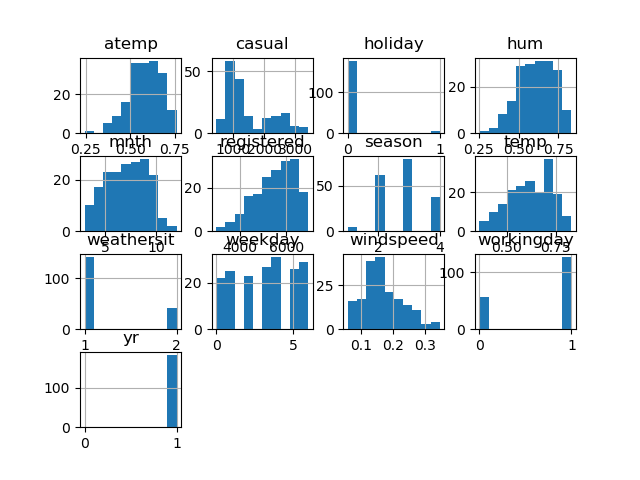 atemp casual holiday hum
20 50 100 20
0 0 0 0
0.25 0.50 0.75 1000 2000 3000 0 1 0.25 0.50 0.75
mnth registered season temp
20 20 50 20
0 0 0 0
5 10 4000 6000 2 4 0.50 0.75
weathersit weekday windspeed workingday
100 20 25 100
0 0 0 0
1 2 0 5 0.1 0.2 0.3 0 1
yr
100
0
0 1